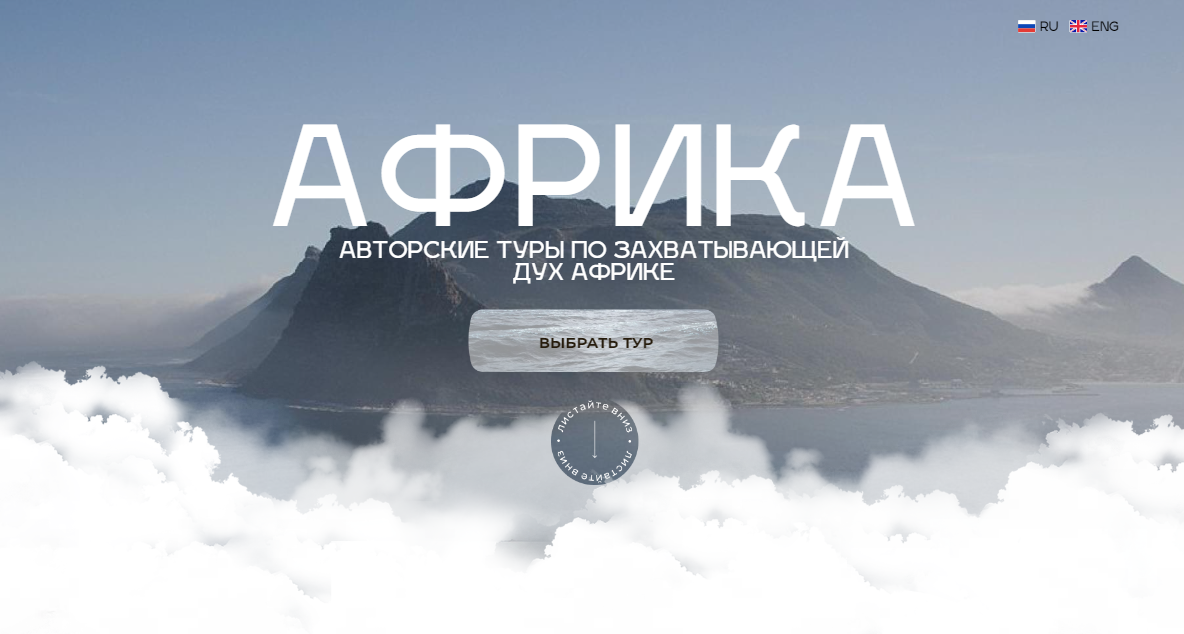 RU ENG
АФРИКА
АВТОРСКИЕ ТУРЫ ПО ЗАХВАТЫВАЮЩЕЙ
ДУХ АФРИКЕ
ВЫБРАТЬ ТУР
листайте вниз • листайте вниз •